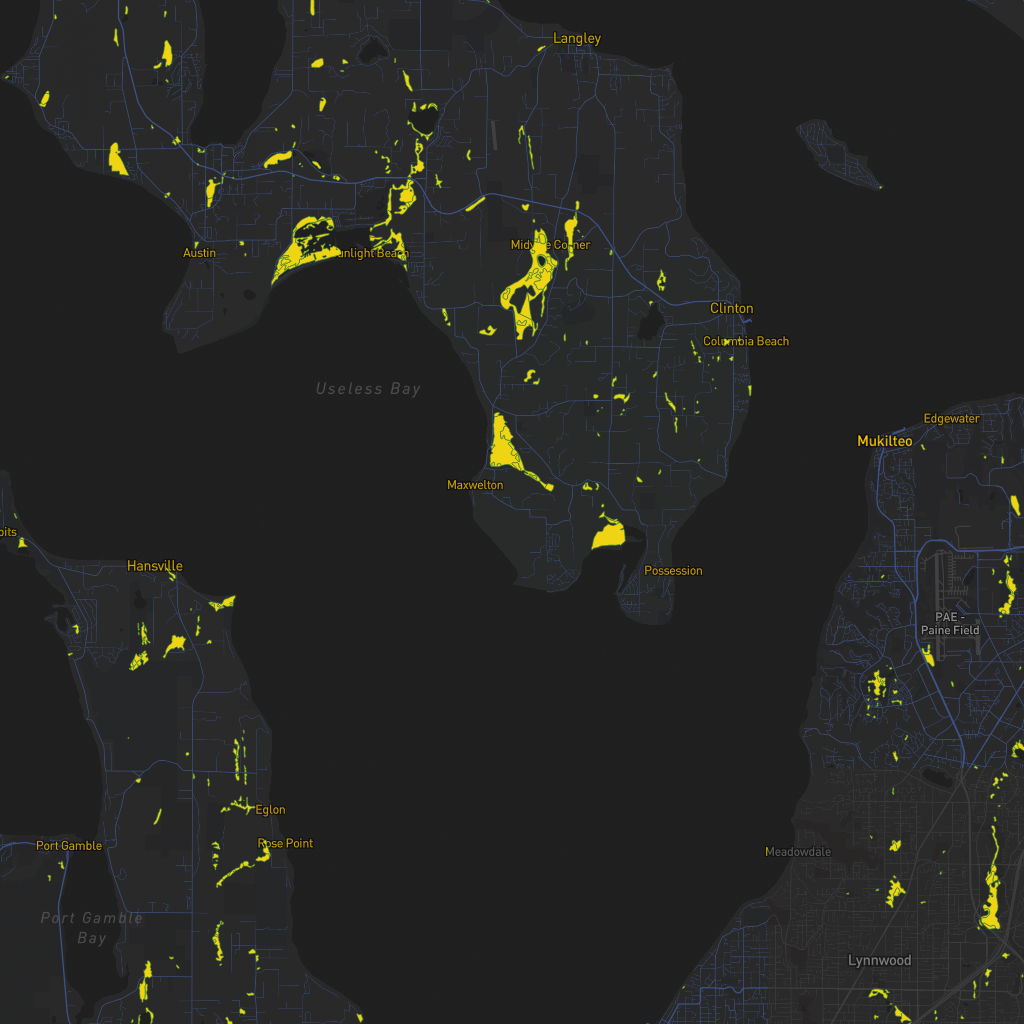 Langley
Midvale Corner
Austin
Sunlight Beach
Clinton
Columbia Beach
Useless Bay
Edgewater
Mukilteo
Maxwelton
Hansville
Possession
PAE -
Paine Field
Eglon
Rose Point
Port Gamble
Meadowdale
Port Gamble
Bay
Lynnwood